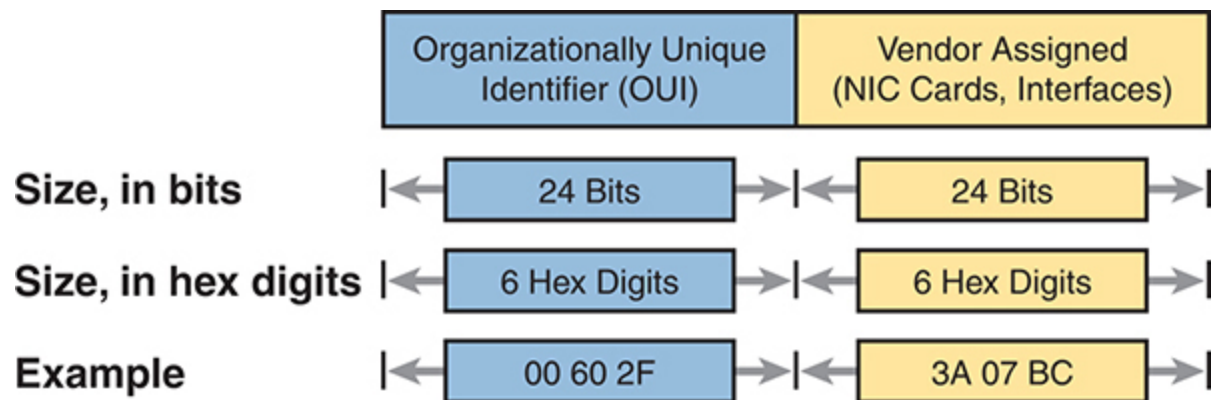 Organizationally Unique
Identifier (OUI)
Vendor Assigned
(NIC Cards, Interfaces)
Size, in bits
24 Bits
24 Bits
Size, in hex digits
6 Hex Digits
6 Hex Digits
Example
00 60 2F
3A 07 BC